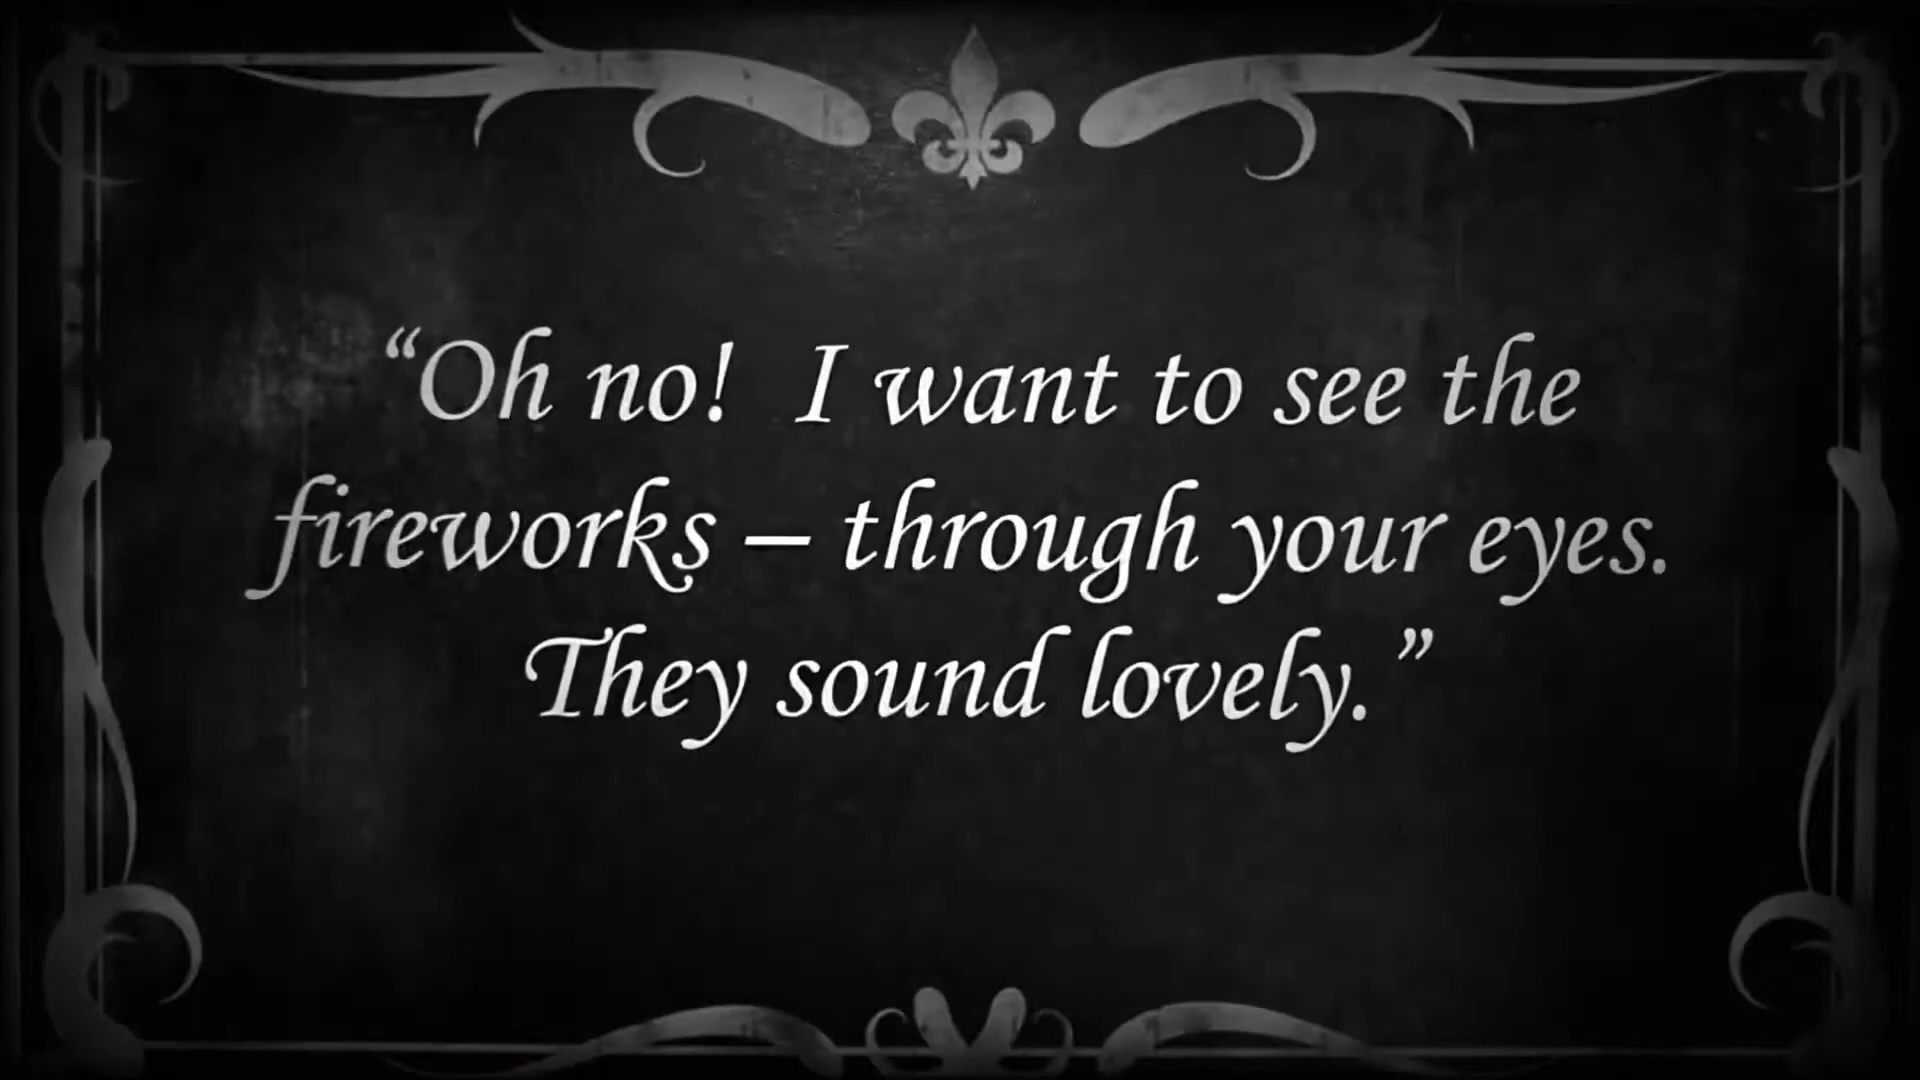 “Oh no!  I want to see the
fireworks – through your eyes.
They sound lovely.”